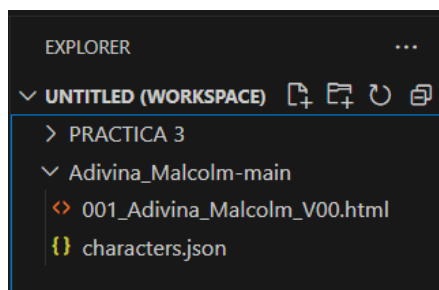 EXPLORER
UNTITLED (WORKSPACE)
PRACTICA 3
Adivina_Malcolm-main
001_Adivina_Malcolm_V00.html
characters.json